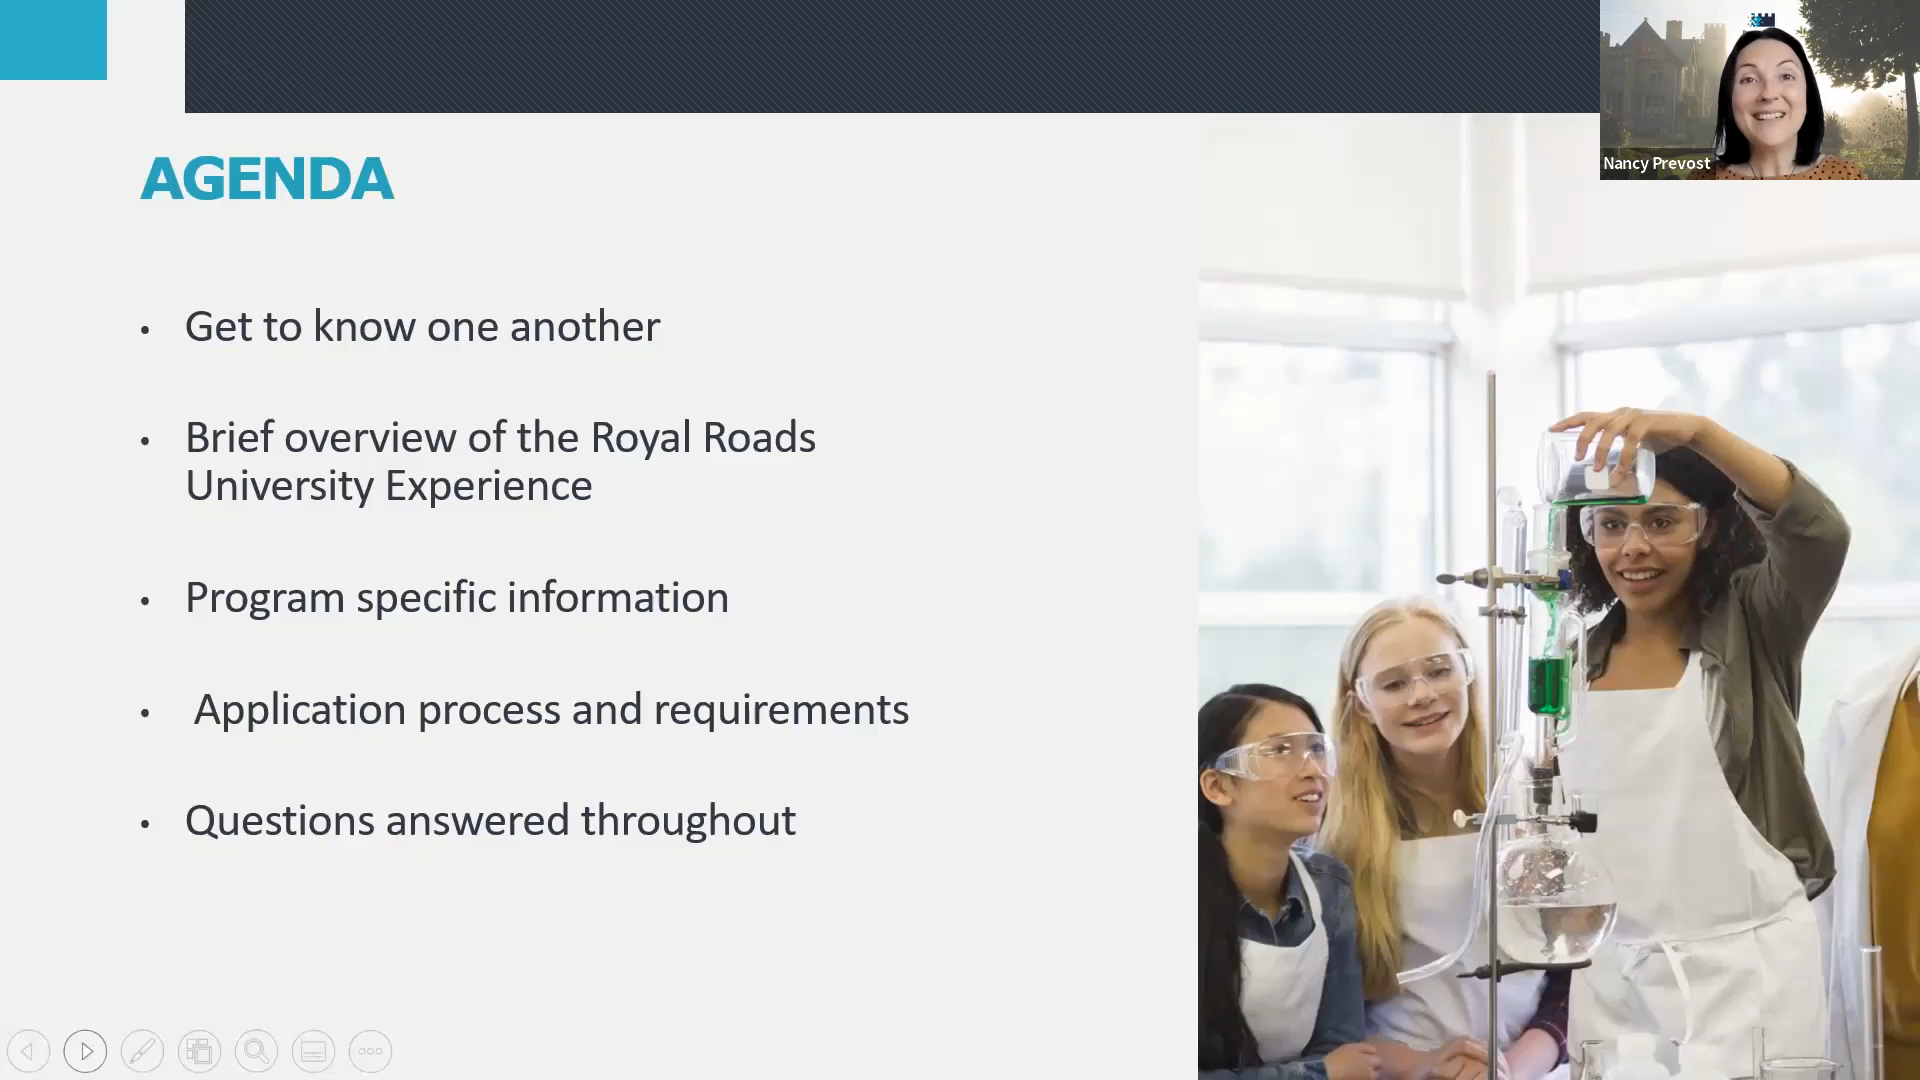 Nancy Prevost
AGENDA
• Get to know one another
• Brief overview of the Royal Roads
University Experience
• Program specific information
• Application process and requirements
• Questions answered throughout